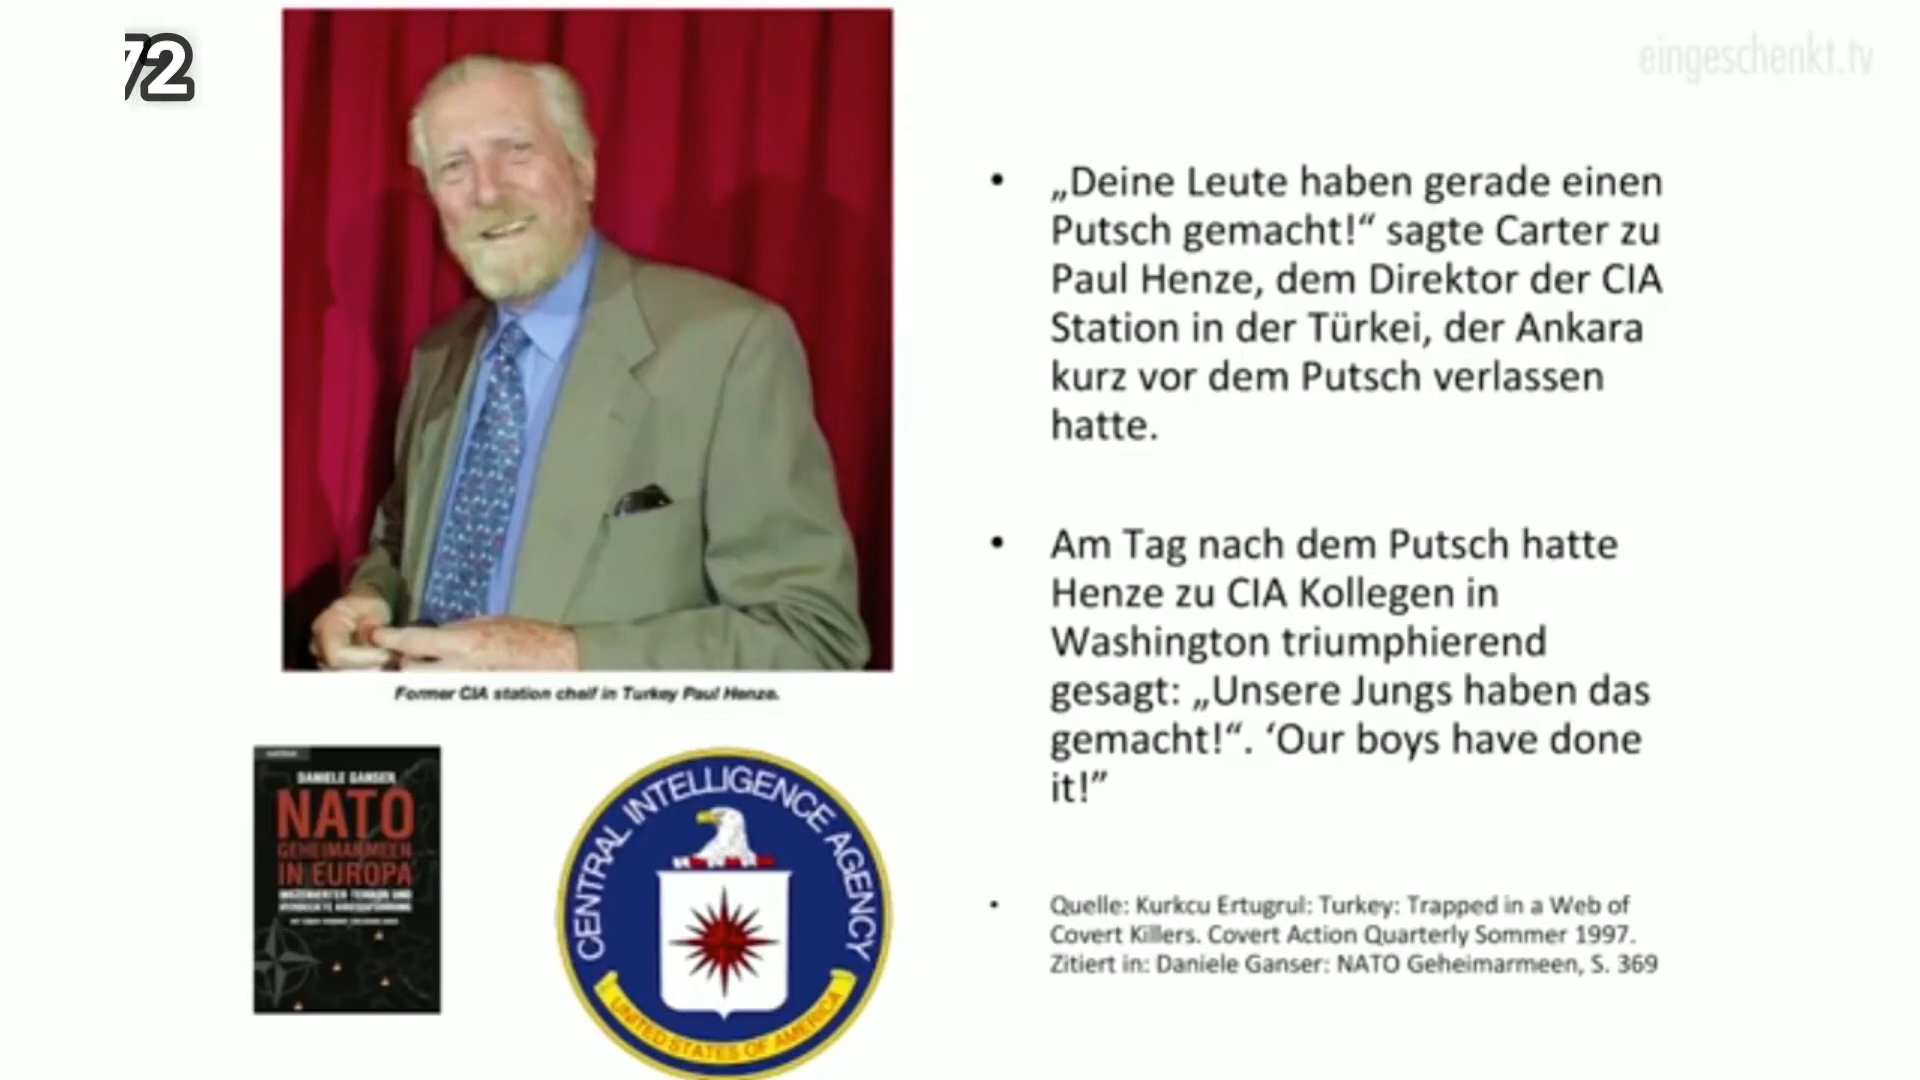 72
eingeschenkt.tv
Former CIA station cheif in Turkey Paul Henze.
DANIELE GANSER
NATO
GEHEIMARMEEN
IN EUROPA
INSZENIERTER TERROR UND
VERDECKTE KRIEGSFÜHRUNG
CENTRAL INTELLIGENCE AGENCY
UNITED STATES OF AMERICA
• „Deine Leute haben gerade einen
Putsch gemacht!“ sagte Carter zu
Paul Henze, dem Direktor der CIA
Station in der Türkei, der Ankara
kurz vor dem Putsch verlassen
hatte.
• Am Tag nach dem Putsch hatte
Henze zu CIA Kollegen in
Washington triumphierend
gesagt: „Unsere Jungs haben das
gemacht!“. ‘Our boys have done
it!”
• Quelle: Kurkcu Ertugrul: Turkey: Trapped in a Web of
Covert Killers. Covert Action Quarterly Sommer 1997.
Zitiert in: Daniele Ganser: NATO Geheimarmeen, S. 369